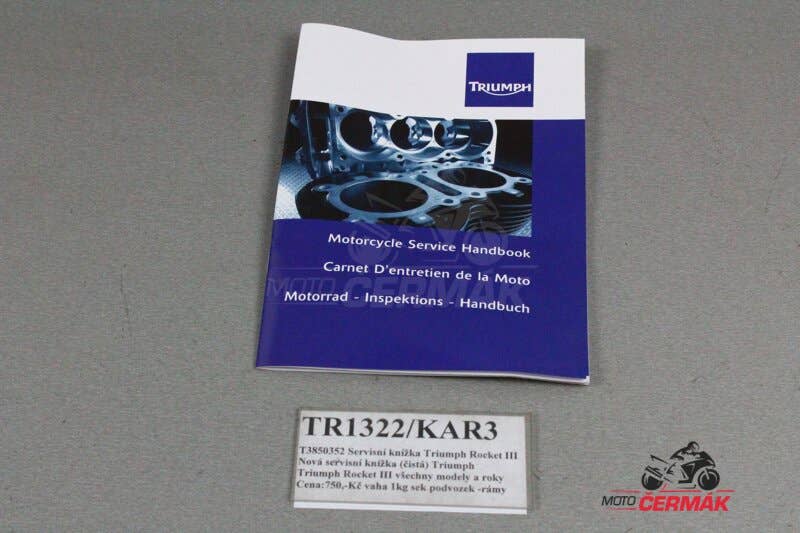 TRIUMPH
Motorcycle Service Handbook
Carnet D'entretien de la Moto
Motorrad - Inspektions - Handbuch
MOTO ČERMÁK
TR1322/KAR3
T3850352 Servisní knížka Triumph Rocket III
Nová servisní knížka (čistá) Triumph
Triumph Rocket III všechny modely a roky
Cena:750,-Kč vaha 1kg sek podvozek -rámy
MOTO ČERMÁK